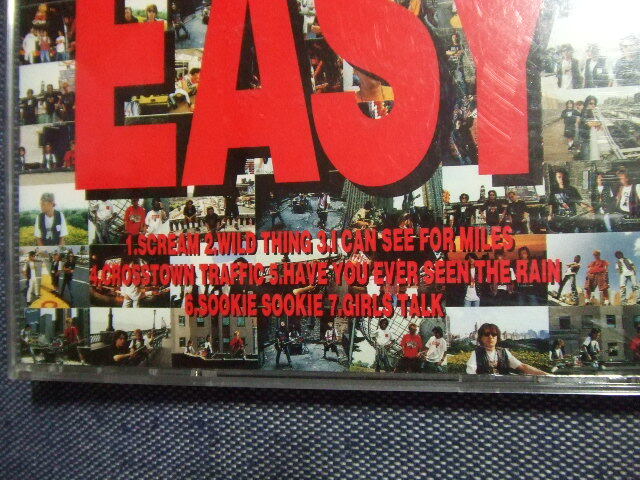 EASY
1.SCREAM 2.WILD THING 3.I CAN SEE FOR MILES
4.CROSSTOWN TRAFFIC 5.HAVE YOU EVER SEEN THE RAIN
6.SOOKIE SOOKIE 7.GIRLS TALK